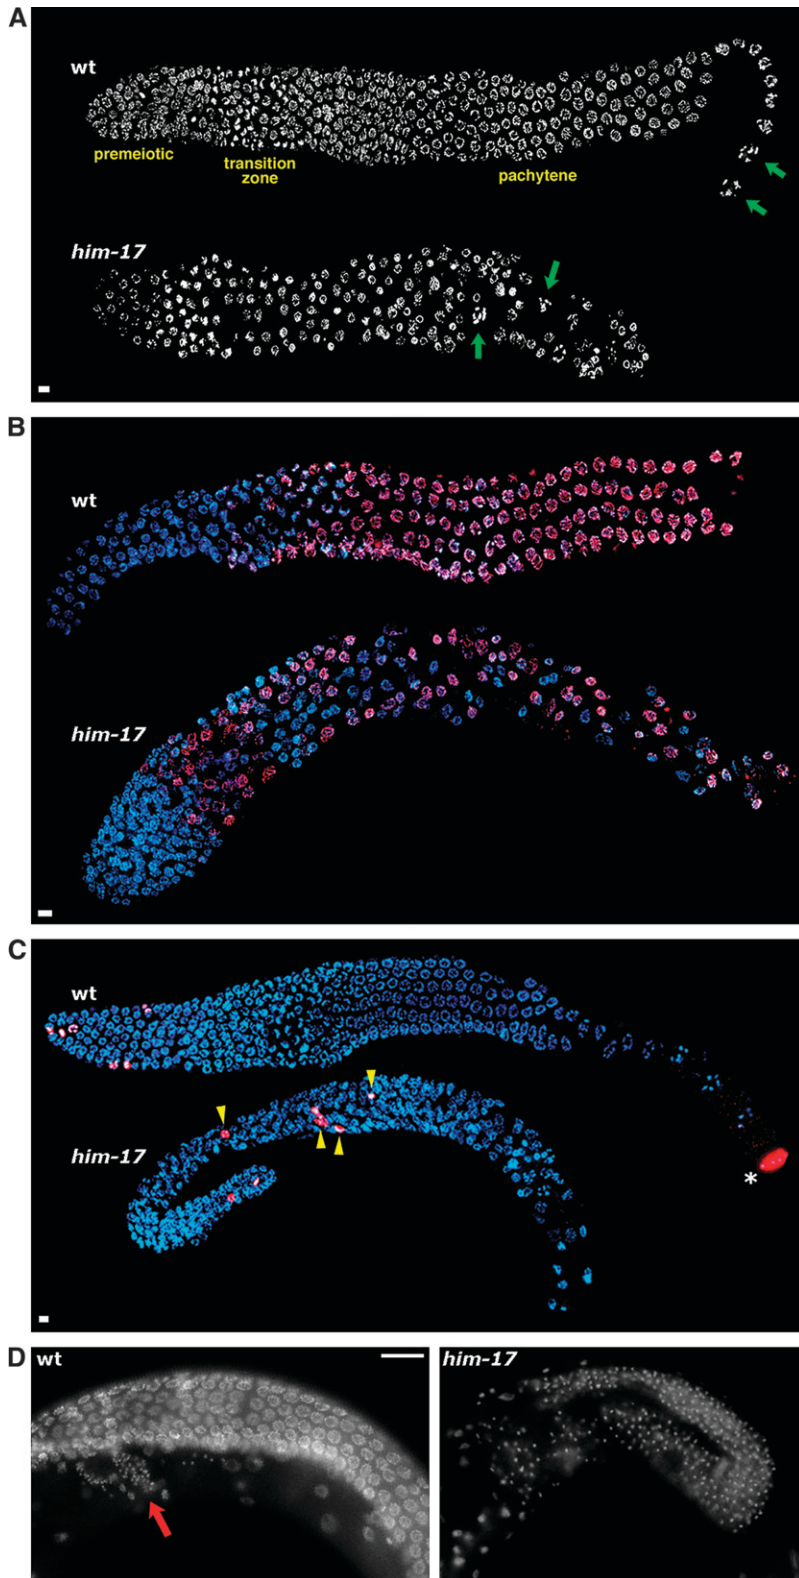 A
wt
premeiotic
transition
zone
pachytene
him-17
B
wt
him-17
C
wt
him-17
*
D
wt
him-17